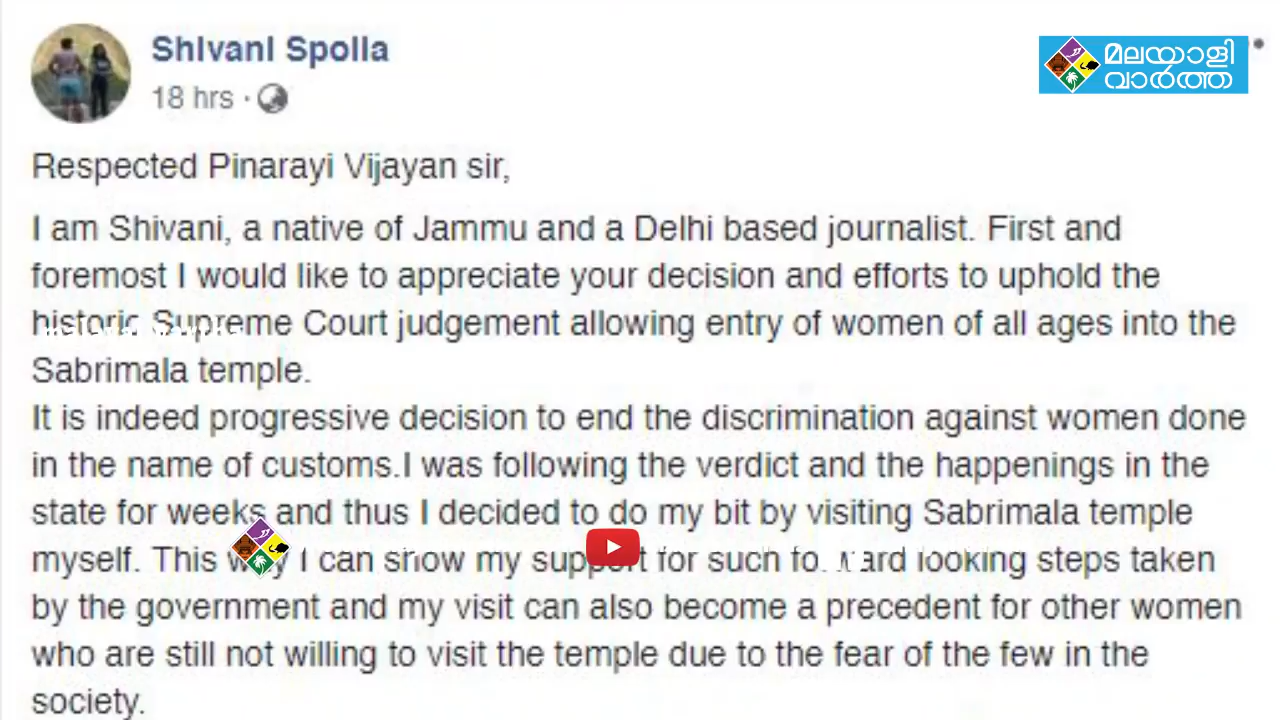 Shivani Spolia
18 hrs ·
മലയാളി
വാർത്ത
Respected Pinarayi Vijayan sir,
I am Shivani, a native of Jammu and a Delhi based journalist. First and
foremost I would like to appreciate your decision and efforts to uphold the
historic Supreme Court judgement allowing entry of women of all ages into the
Sabrimala temple.
It is indeed progressive decision to end the discrimination against women done
in the name of customs.I was following the verdict and the happenings in the
state for weeks and thus I decided to do my bit by visiting Sabrimala temple
myself. This way I can show my support for such forward looking steps taken
by the government and my visit can also become a precedent for other women
who are still not willing to visit the temple due to the fear of the few in the
society.